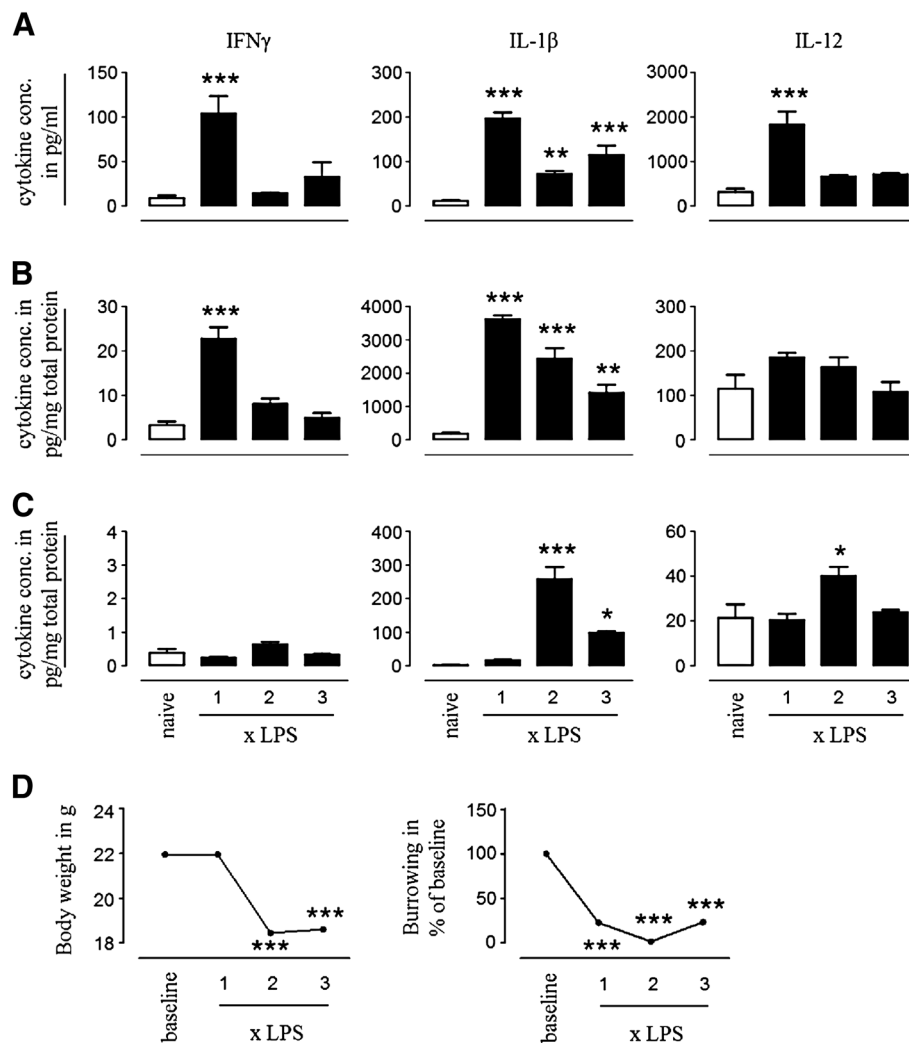 A
IFNγ
IL-1β
IL-12
cytokine conc.
in pg/ml
150
100
50
0
***
300
200
100
0
***
**
***
3000
2000
1000
0
***
B
cytokine conc. in
pg/mg total protein
30
20
10
0
***
4000
3000
2000
1000
0
***
***
**
300
200
100
0
C
cytokine conc. in
pg/mg total protein
4
3
2
1
0
400
300
200
100
0
***
*
60
40
20
0
*
naive
1 2 3
x LPS
naive
1 2 3
x LPS
naive
1 2 3
x LPS
D
Body weight in g
24
22
20
18
***
***
baseline
1 2 3
x LPS
Burrowing in
% of baseline
150
100
50
0
***
***
***
baseline
1 2 3
x LPS